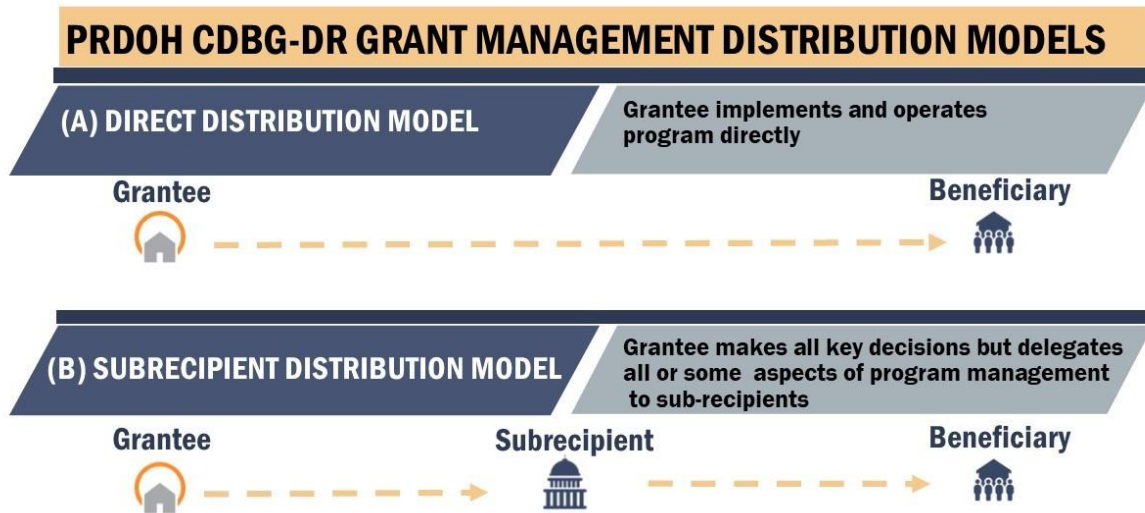 PRDOH CDBG-DR GRANT MANAGEMENT DISTRIBUTION MODELS
(A) DIRECT DISTRIBUTION MODEL
Grantee implements and operates
program directly
Grantee
Beneficiary
(B) SUBRECIPIENT DISTRIBUTION MODEL
Grantee makes all key decisions but delegates
all or some aspects of program management
to sub-recipients
Grantee
Subrecipient
Beneficiary